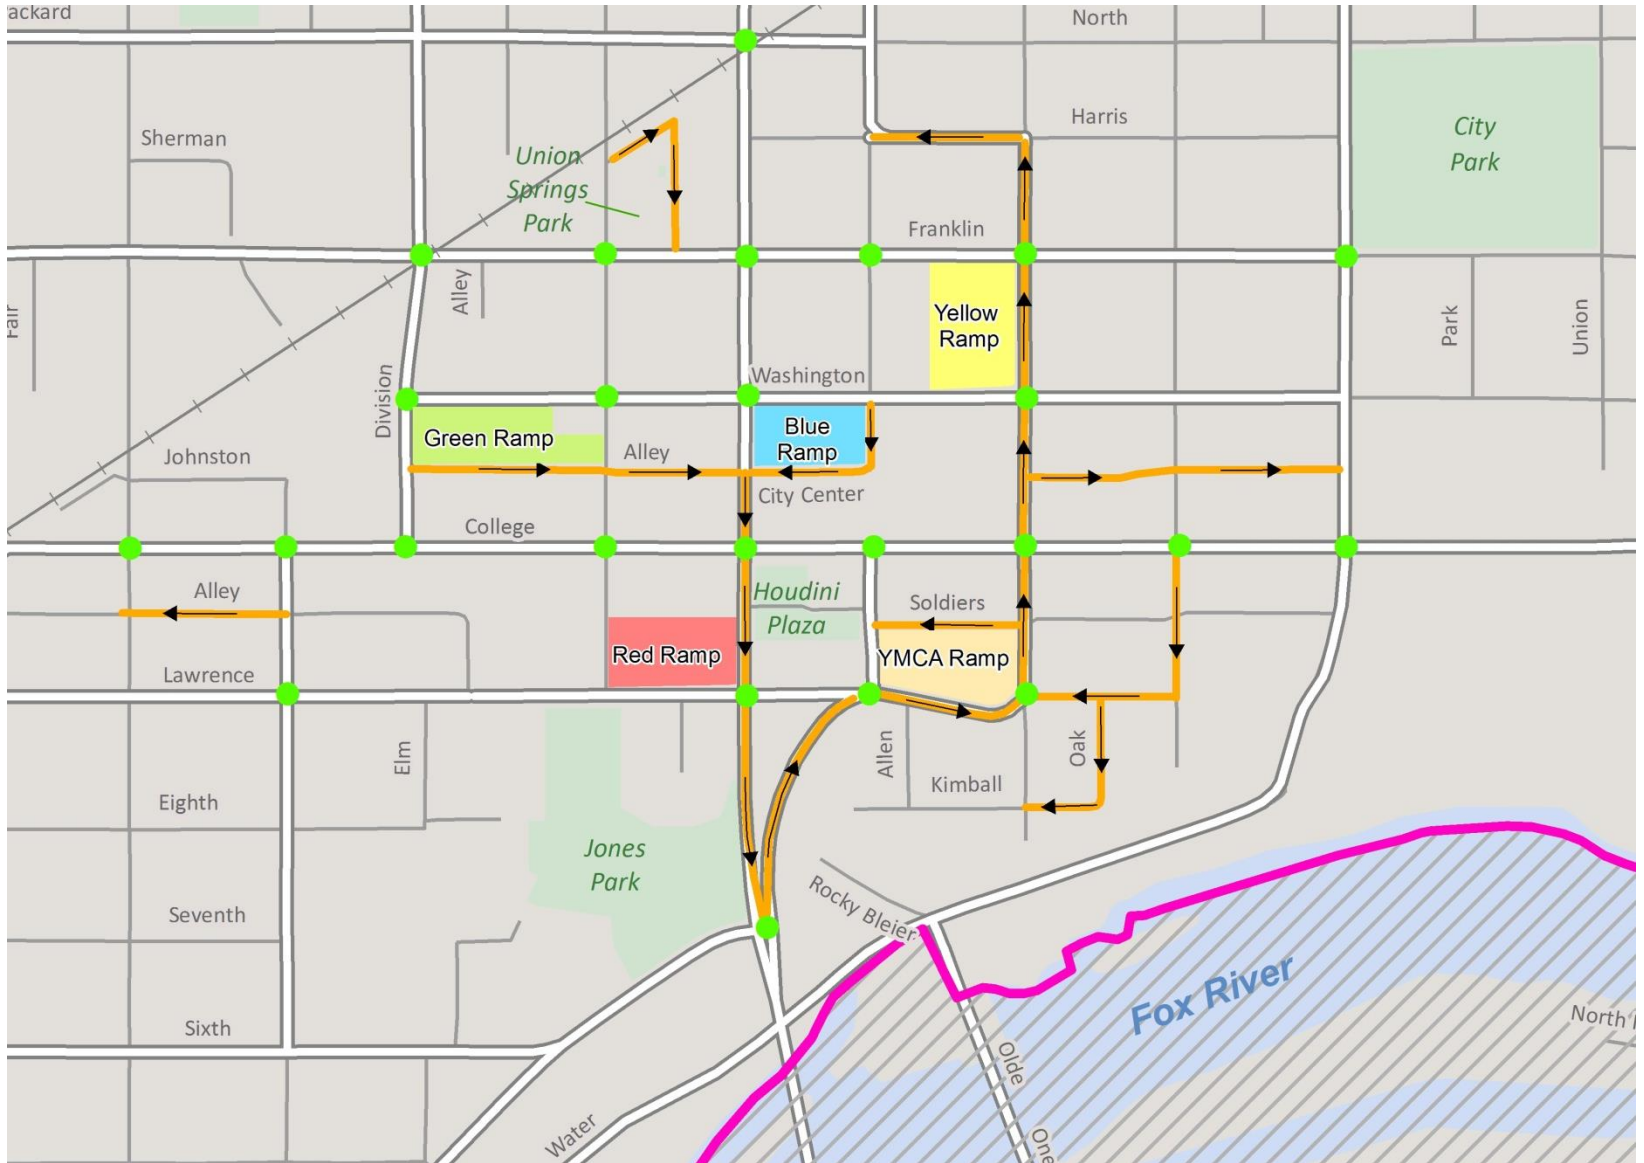 ackard
North
Sherman
Harris
City
Park
Union
Springs
Park
Franklin
Alley
Fair
Yellow
Ramp
Park
Union
Division
Washington
Green Ramp
Alley
Blue
Ramp
Johnston
City Center
College
Alley
Houdini
Plaza
Soldiers
Red Ramp
YMCA Ramp
Lawrence
Elm
Allen
Oak
Eighth
Kimball
Jones
Park
Rocky Bleier
Seventh
Fox River
Sixth
North
Olde
Water
One